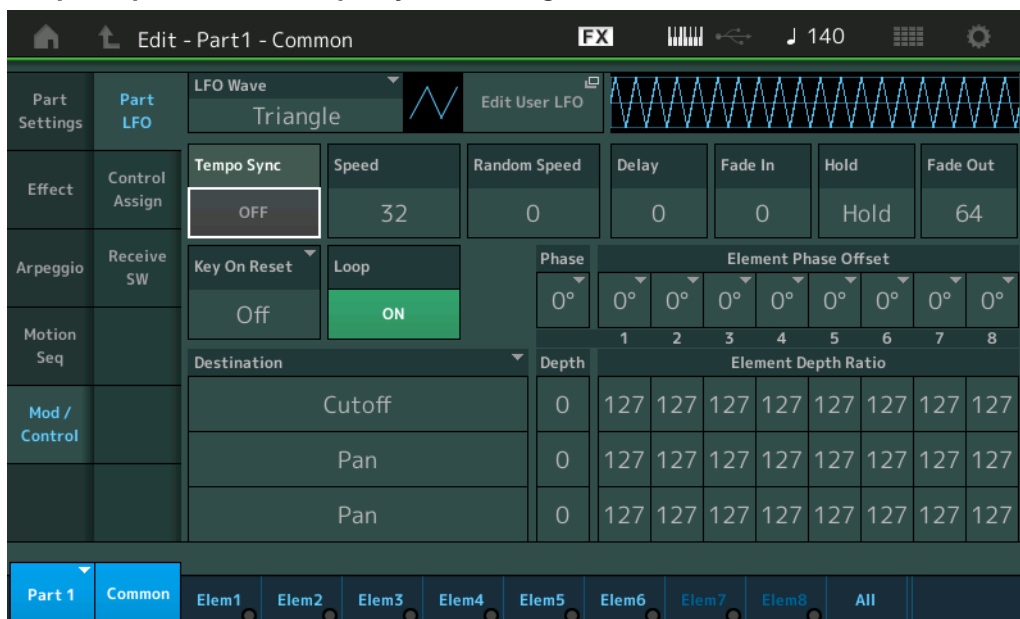 Edit - Part1 - Common FX 140
Part Settings
Part LFO
LFO Wave
Triangle
Edit User LFO
Effect
Control Assign
Tempo Sync
OFF
Speed
32
Random Speed
0
Delay
0
Fade In
0
Hold
Hold
Fade Out
64
Arpeggio
Receive SW
Key On Reset
Off
Loop
ON
Phase
0°
Element Phase Offset
0° 0° 0° 0° 0° 0° 0° 0°
1 2 3 4 5 6 7 8
Motion Seq
Destination Depth Element Depth Ratio
Mod / Control
Cutoff 0 127 127 127 127 127 127 127 127
Pan 0 127 127 127 127 127 127 127 127
Pan 0 127 127 127 127 127 127 127 127
Part 1 Common Elem1 Elem2 Elem3 Elem4 Elem5 Elem6 Elem7 Elem8 All